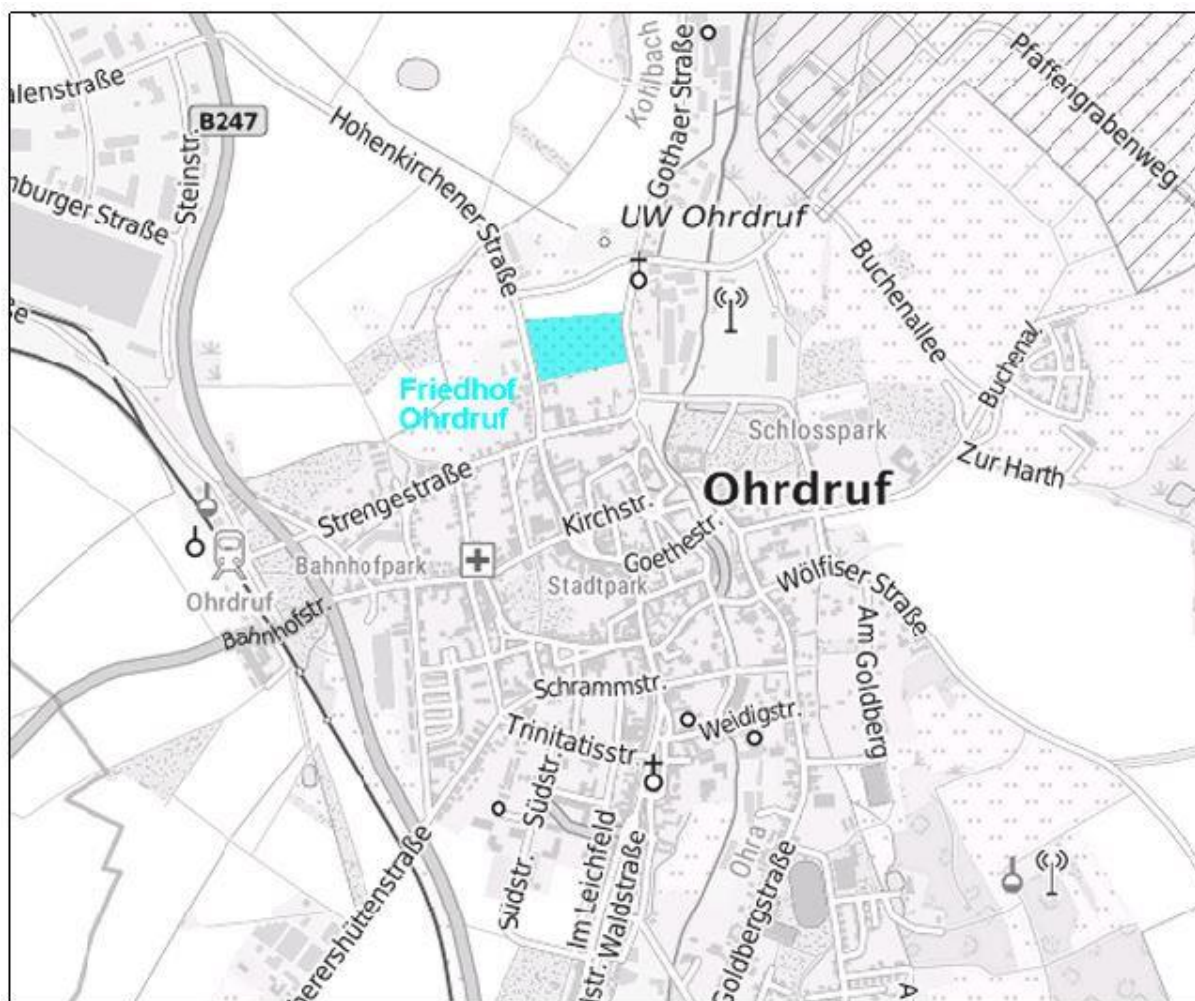 alenstraße
Steinstr.
B247
nburger Straße
Hohenkirchener Straße
Kohlbach
Gothaer Straße
Pfaffengrabenweg
UW Ohrdruf
Buchenallee
Buchenal
Friedhof
Ohrdruf
Schlosspark
Zur Harth
Ohrdruf
Strengestraße
Kirchstr.
Goethestr.
Bahnhofpark
Stadtpark
Ohrdruf
Bahnhofstr.
Wölfiser Straße
Am Goldberg
Schrammstr.
Weidigstr.
Trinitatisstr
Südstr.
Südstr.
Im Leichfeld
Waldstraße
Ohra
Goldbergstraße
erershüttenstraße
dstr.
A